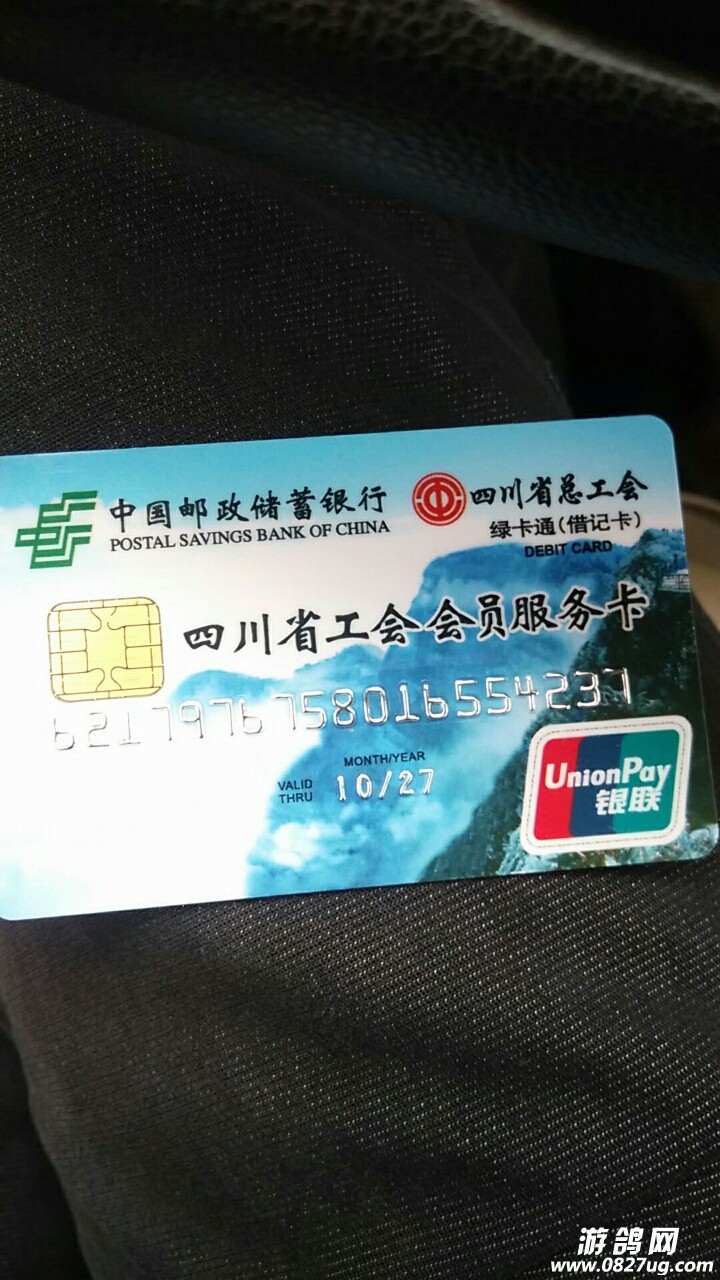 中国邮政储蓄银行
POSTAL SAVINGS BANK OF CHINA
四川省总工会
绿卡通(借记卡)
DEBIT CARD
四川省工会会员服务卡
6217976758016554237
MONTH/YEAR
VALID THRU 10/27
UnionPay
银联
游鸽网
www.0827ug.com